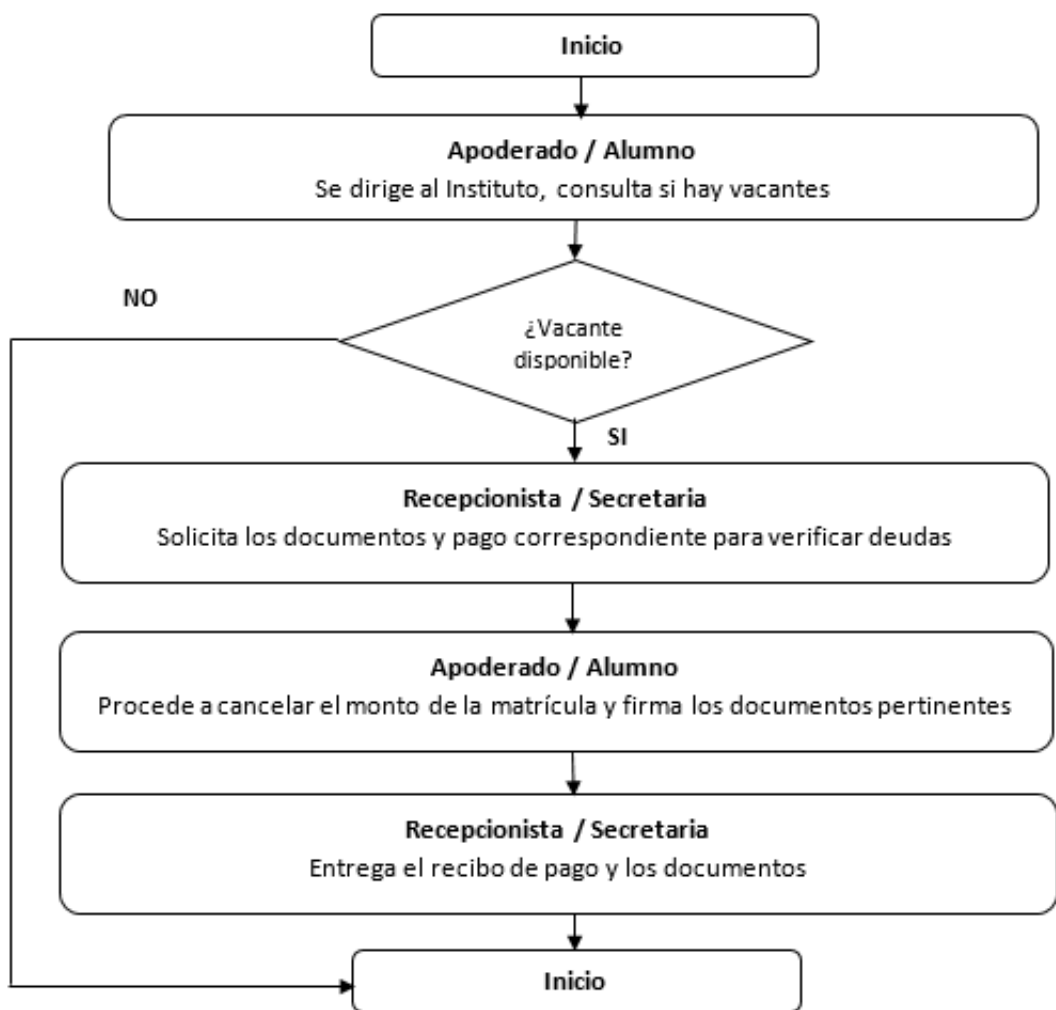 Inicio
Apoderado / Alumno
Se dirige al Instituto, consulta si hay vacantes
NO
¿Vacante
disponible?
SI
Recepcionista / Secretaria
Solicita los documentos y pago correspondiente para verificar deudas
Apoderado / Alumno
Procede a cancelar el monto de la matrícula y firma los documentos pertinentes
Recepcionista / Secretaria
Entrega el recibo de pago y los documentos
Inicio